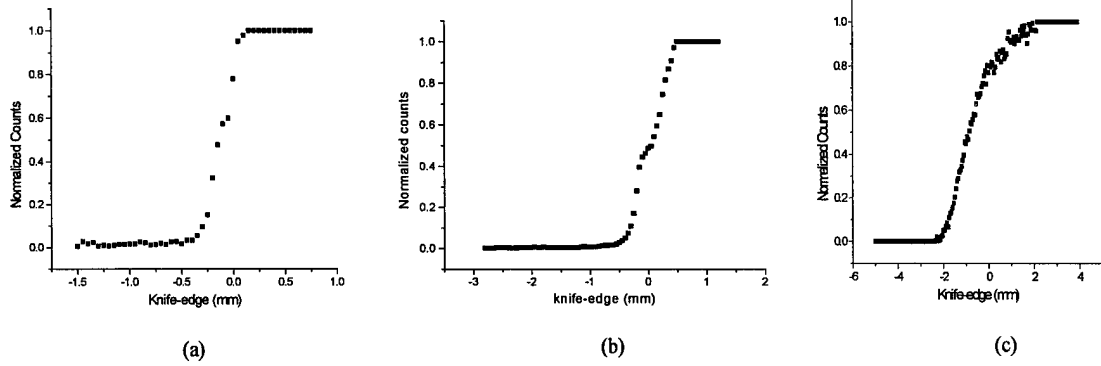 1.0
0.8
0.6
0.4
0.2
0.0
Normalized Counts
-1.5 -1.0 -0.5 0.0 0.5 1.0
Knife-edge (mm)
(a)
1.0
0.8
0.6
0.4
0.2
0.0
Normalized counts
-3 -2 -1 0 1 2
knife-edge (mm)
(b)
1.0
0.8
0.6
0.4
0.2
0.0
Normelized Counts
-6 -4 -2 0 2 4
Knife-edge (mm)
(c)